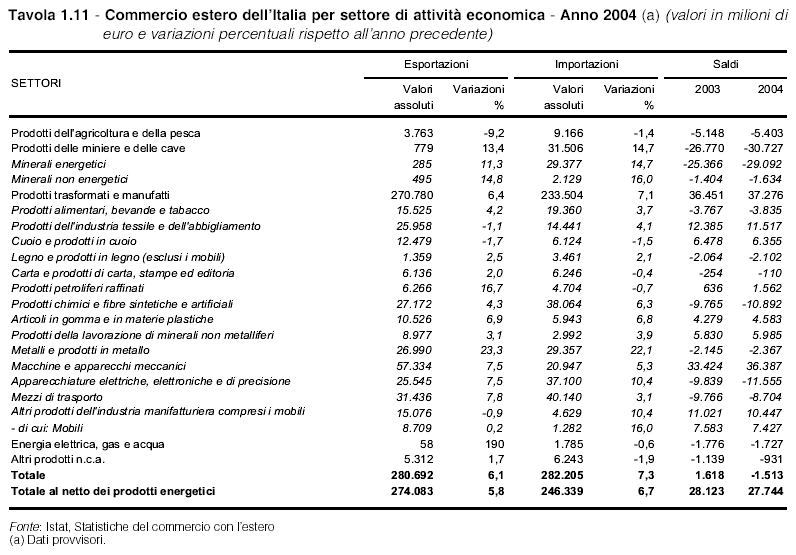 Tavola 1.11 - Commercio estero dell'Italia per settore di attività economica - Anno 2004 (a) (valori in milioni di
euro e variazioni percentuali rispetto all'anno precedente)
SETTORI Esportazioni Importazioni Saldi
Valori assoluti Variazioni % Valori assoluti Variazioni % 2003 2004
Prodotti dell'agricoltura e della pesca 3.763 -9,2 9.166 -1,4 -5.148 -5.403
Prodotti delle miniere e delle cave 779 13,4 31.506 14,7 -26.770 -30.727
Minerali energetici 285 11,3 29.377 14,7 -25.366 -29.092
Minerali non energetici 495 14,8 2.129 16,0 -1.404 -1.634
Prodotti trasformati e manufatti 270.780 6,4 233.504 7,1 36.451 37.276
Prodotti alimentari, bevande e tabacco 15.525 4,2 19.360 3,7 -3.767 -3.835
Prodotti dell'industria tessile e dell'abbigliamento 25.958 -1,1 14.441 4,1 12.385 11.517
Cuoio e prodotti in cuoio 12.479 -1,7 6.124 -1,5 6.478 6.355
Legno e prodotti in legno (esclusi i mobili) 1.359 2,5 3.461 2,1 -2.064 -2.102
Carta e prodotti di carta, stampe ed editoria 6.136 2,0 6.246 -0,4 -254 -110
Prodotti petroliferi raffinati 6.266 16,7 4.704 -0,7 636 1.562
Prodotti chimici e fibre sintetiche e artificiali 27.172 4,3 38.064 6,3 -9.765 -10.892
Articoli in gomma e in materie plastiche 10.526 6,9 5.943 6,8 4.279 4.583
Prodotti della lavorazione di minerali non metalliferi 8.977 3,1 2.992 3,9 5.830 5.985
Metalli e prodotti in metallo 26.990 23,3 29.357 22,1 -2.145 -2.367
Macchine e apparecchi meccanici 57.334 7,5 20.947 5,3 33.424 36.387
Apparecchiature elettriche, elettroniche e di precisione 25.545 7,5 37.100 10,4 -9.839 -11.555
Mezzi di trasporto 31.436 7,8 40.140 3,1 -9.766 -8.704
Altri prodotti dell'industria manifatturiera compresi i mobili 15.076 -0,9 4.629 10,4 11.021 10.447
- di cui: Mobili 8.709 0,2 1.282 16,0 7.583 7.427
Energia elettrica, gas e acqua 58 190 1.785 -0,6 -1.776 -1.727
Altri prodotti n.c.a. 5.312 1,7 6.243 -1,9 -1.139 -931
Totale 280.692 6,1 282.205 7,3 1.618 -1.513
Totale al netto dei prodotti energetici 274.083 5,8 246.339 6,7 28.123 27.744
Fonte: Istat, Statistiche del commercio con l'estero
(a) Dati provvisori.